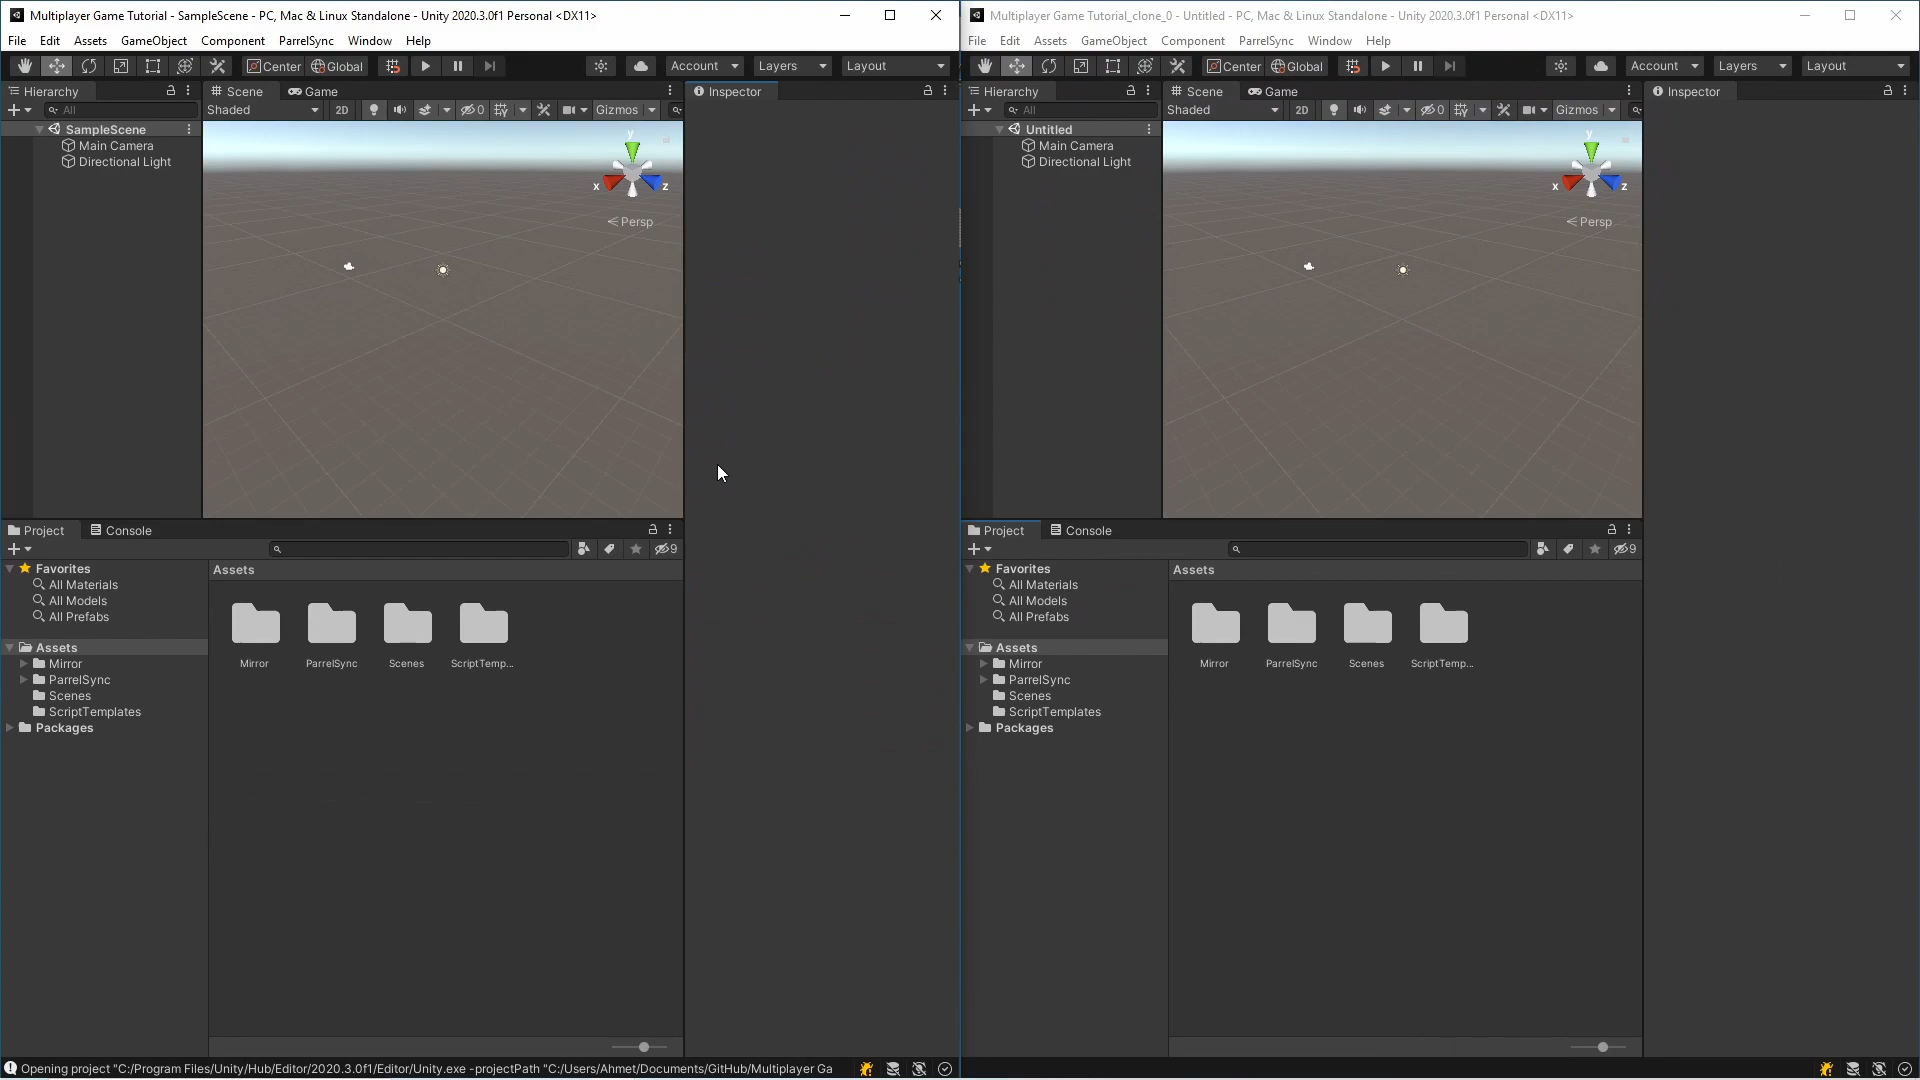 Multiplayer Game Tutorial - SampleScene - PC, Mac & Linux Standalone - Unity 2020.3.0f1 Personal <DX11>
File Edit Assets GameObject Component ParrelSync Window Help
Center Global Account Layers Layout
Hierarchy Scene Game Inspector
All Shaded 2D 0 Gizmos
SampleScene
Main Camera
Directional Light
y
x z
Persp
Project Console
9
Favorites
All Materials
All Models
All Prefabs
Assets
Mirror
ParrelSync
Scenes
ScriptTemplates
Packages
Assets
Mirror ParrelSync Scenes ScriptTemp...
Opening project "C:/Program Files/Unity/Hub/Editor/2020.3.0f1/Editor/Unity.exe -projectPath "C:/Users/Ahmet/Documents/GitHub/Multiplayer Ga
Multiplayer Game Tutorial_clone_0 - Untitled - PC, Mac & Linux Standalone - Unity 2020.3.0f1 Personal <DX11>
File Edit Assets GameObject Component ParrelSync Window Help
Center Global Account Layers Layout
Hierarchy Scene Game Inspector
All Shaded 2D 0 Gizmos
Untitled
Main Camera
Directional Light
y
x z
Persp
Project Console
9
Favorites
All Materials
All Models
All Prefabs
Assets
Mirror
ParrelSync
Scenes
ScriptTemplates
Packages
Assets
Mirror ParrelSync Scenes ScriptTemp...